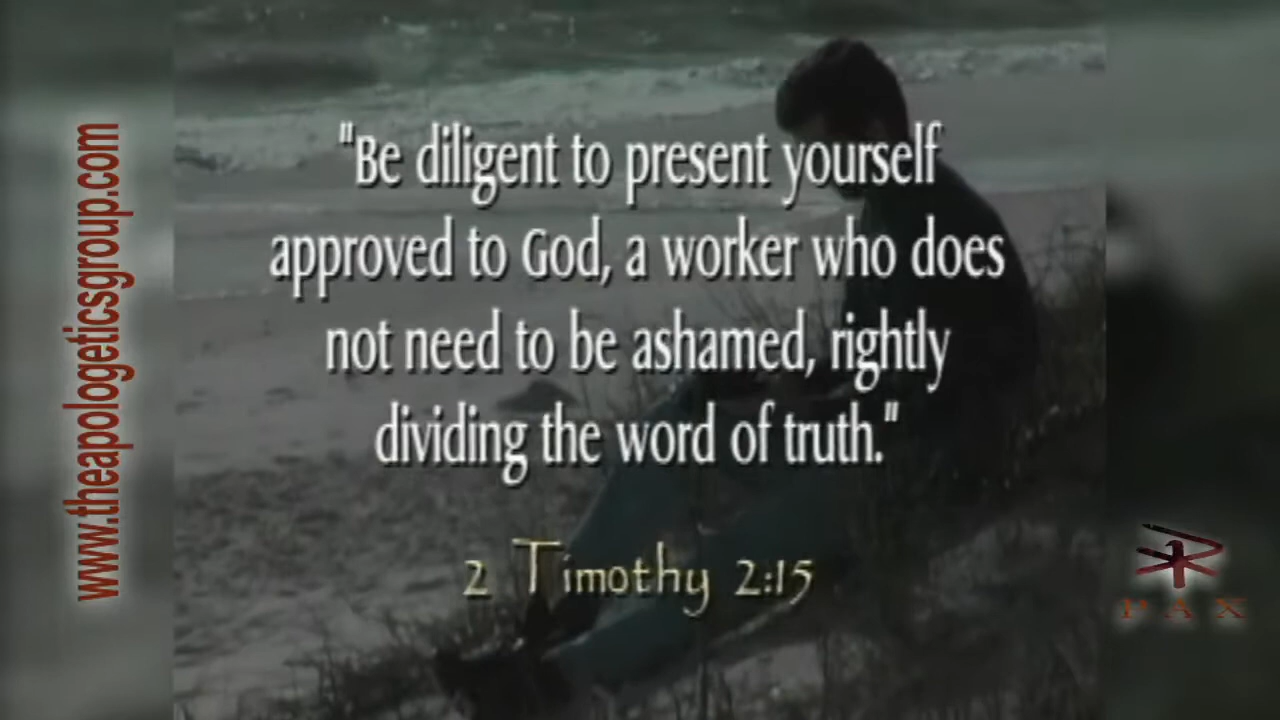 www.theapologeticsgroup.com
"Be diligent to present yourself
approved to God, a worker who does
not need to be ashamed, rightly
dividing the word of truth."
2 Timothy 2:15
PAX